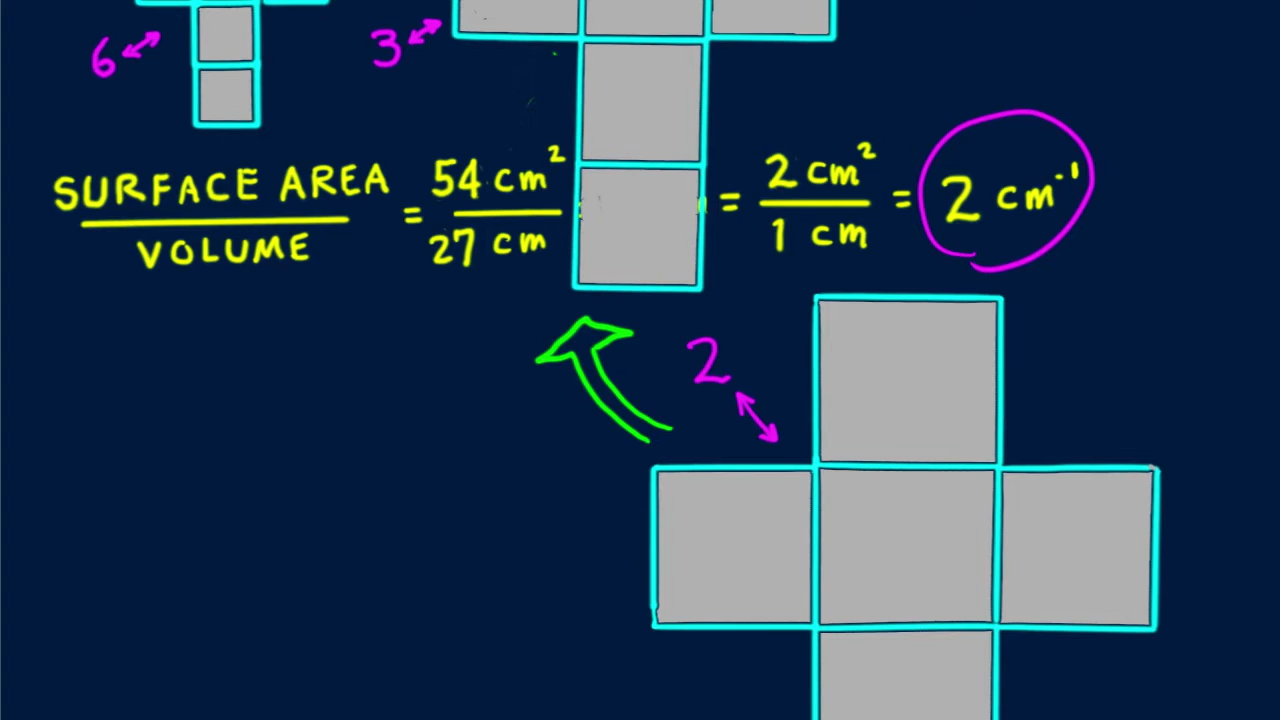 6
3
SURFACE AREA / VOLUME = 54 cm² / 27 cm = 2 cm² / 1 cm = 2 cm⁻¹
2